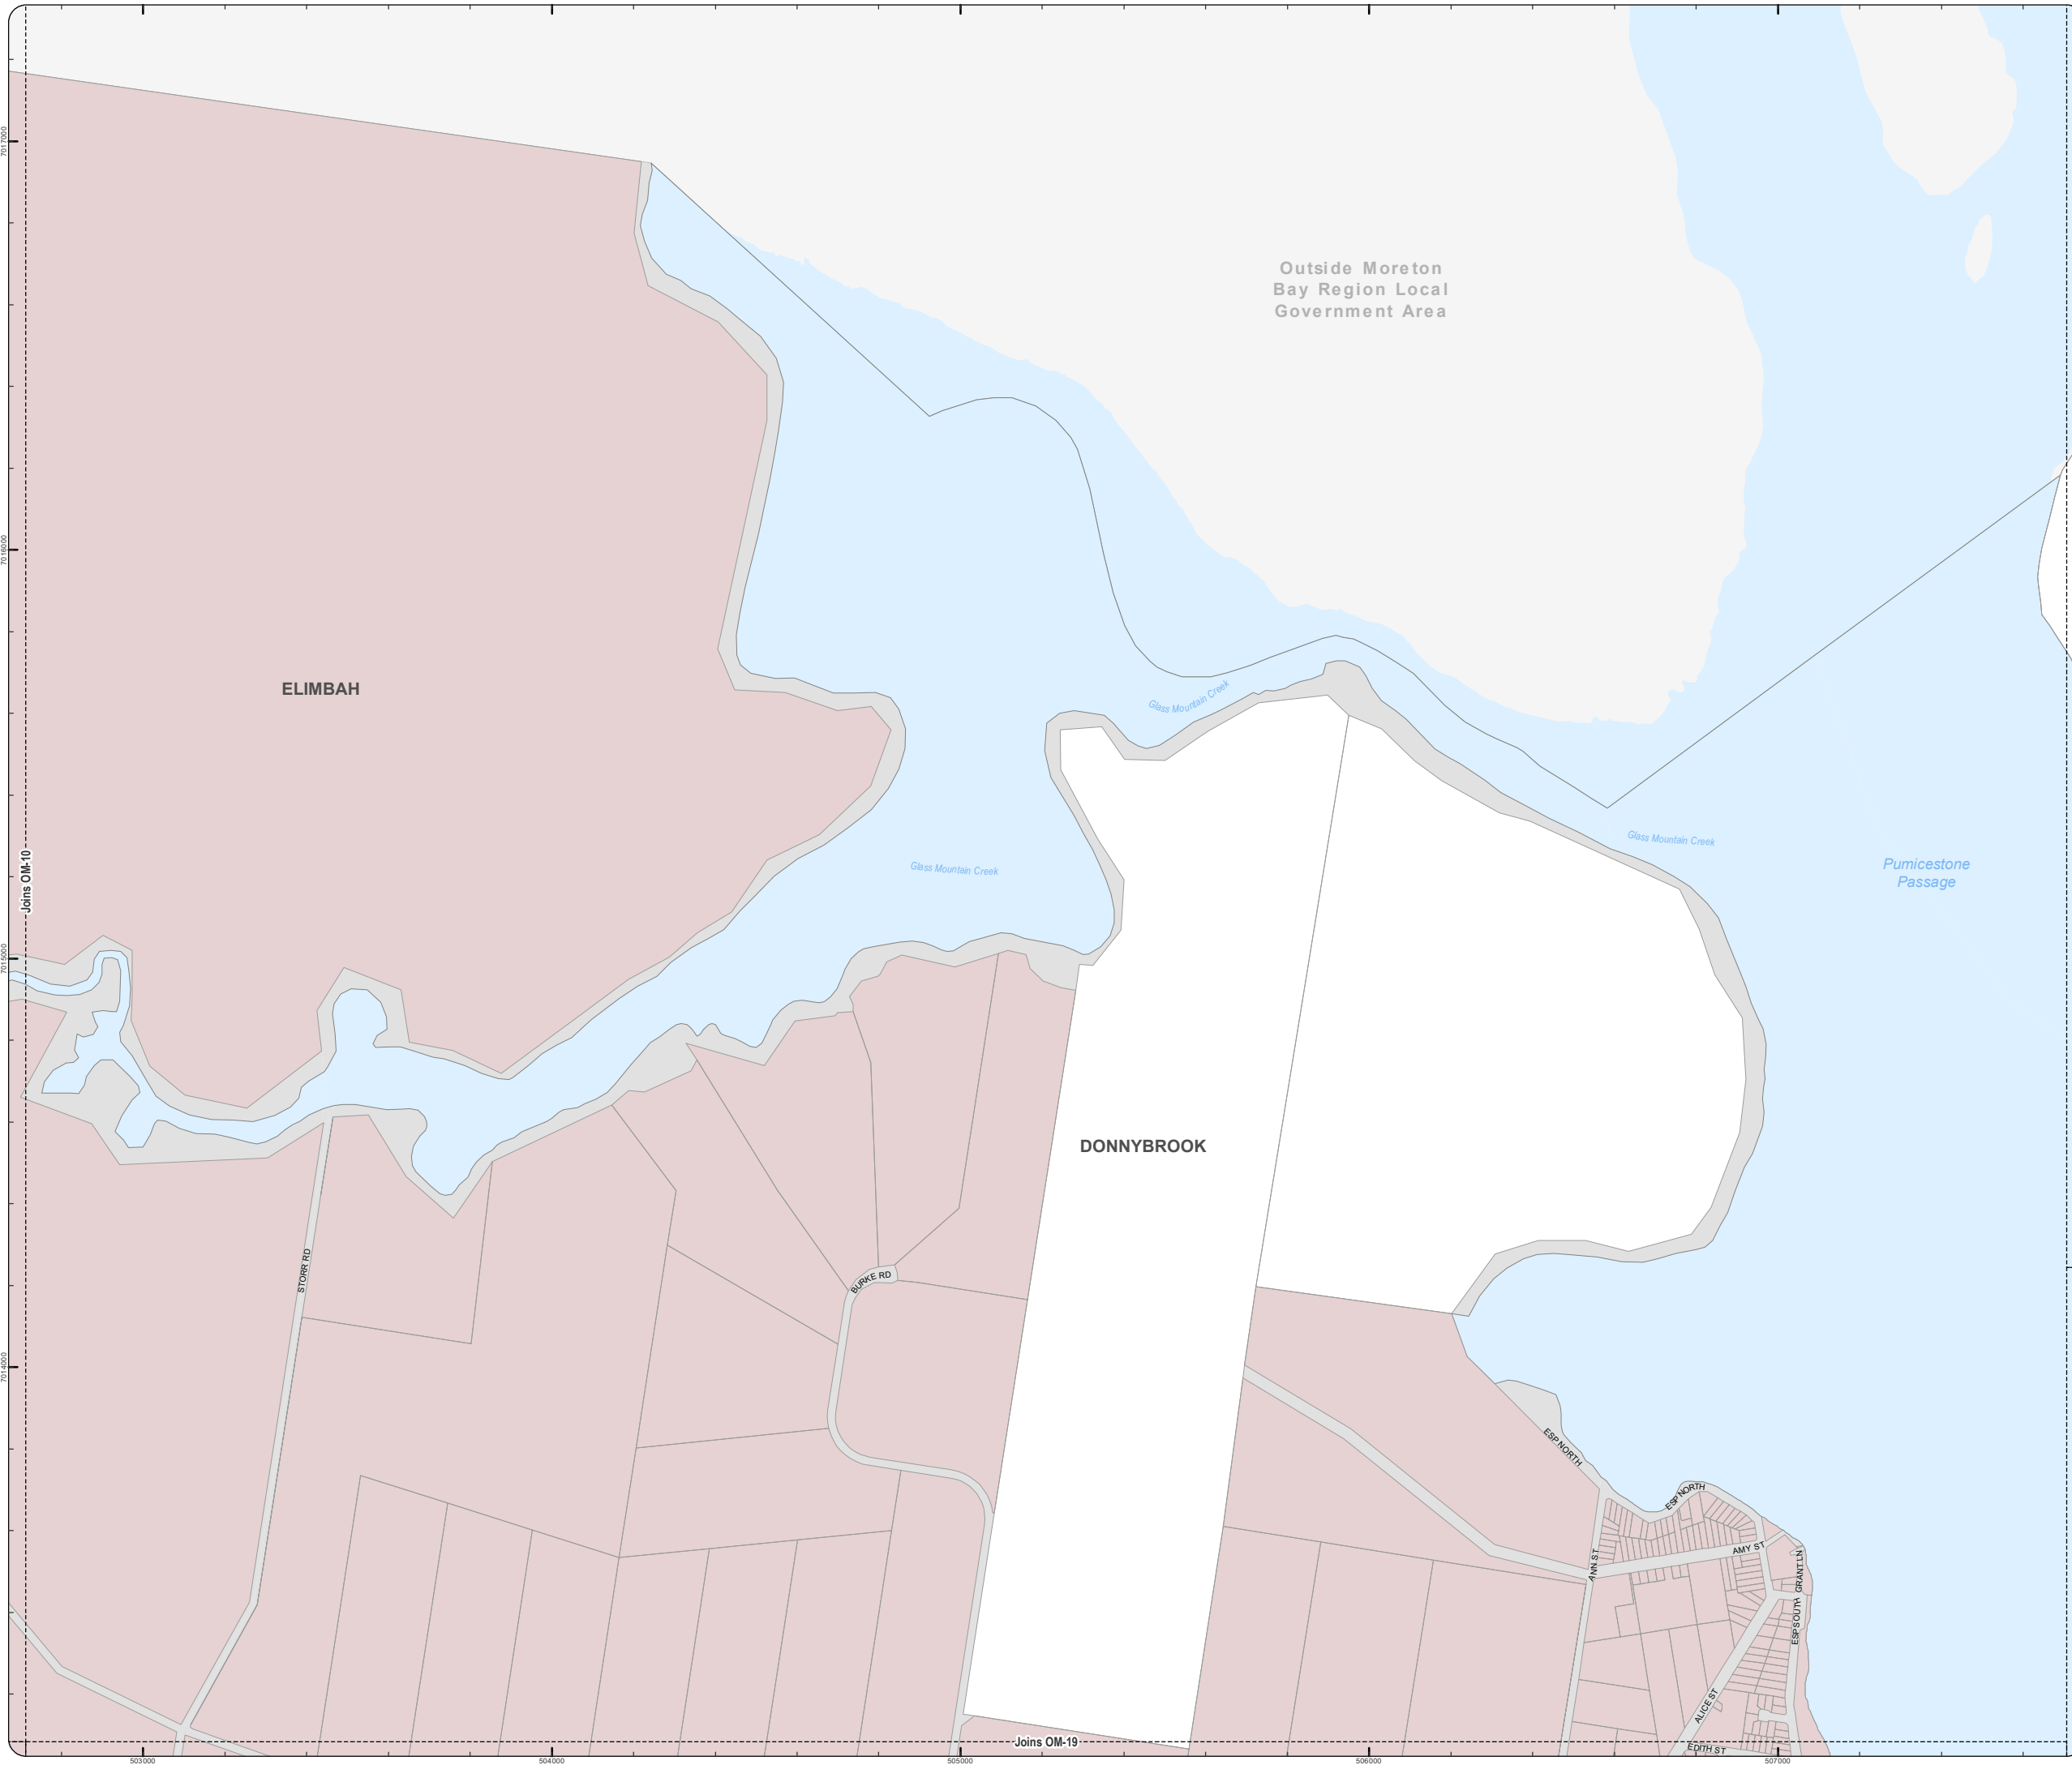 7017000
Outside Moreton
Bay Region Local
Government Area
7016000
ELIMBAH
Glass Mountain Creek
Glass Mountain Creek
Glass Mountain Creek
Pumicestone
Passage
Joins OM-10
7015000
DONNYBROOK
STORR RD
BURKE RD
7014000
ESP NORTH
ESP NORTH
AMY ST
ANN ST
GRANT LN
ESP SOUTH
ALICE ST
EDITH ST
Joins OM-19
503000
504000
505000
506000
507000